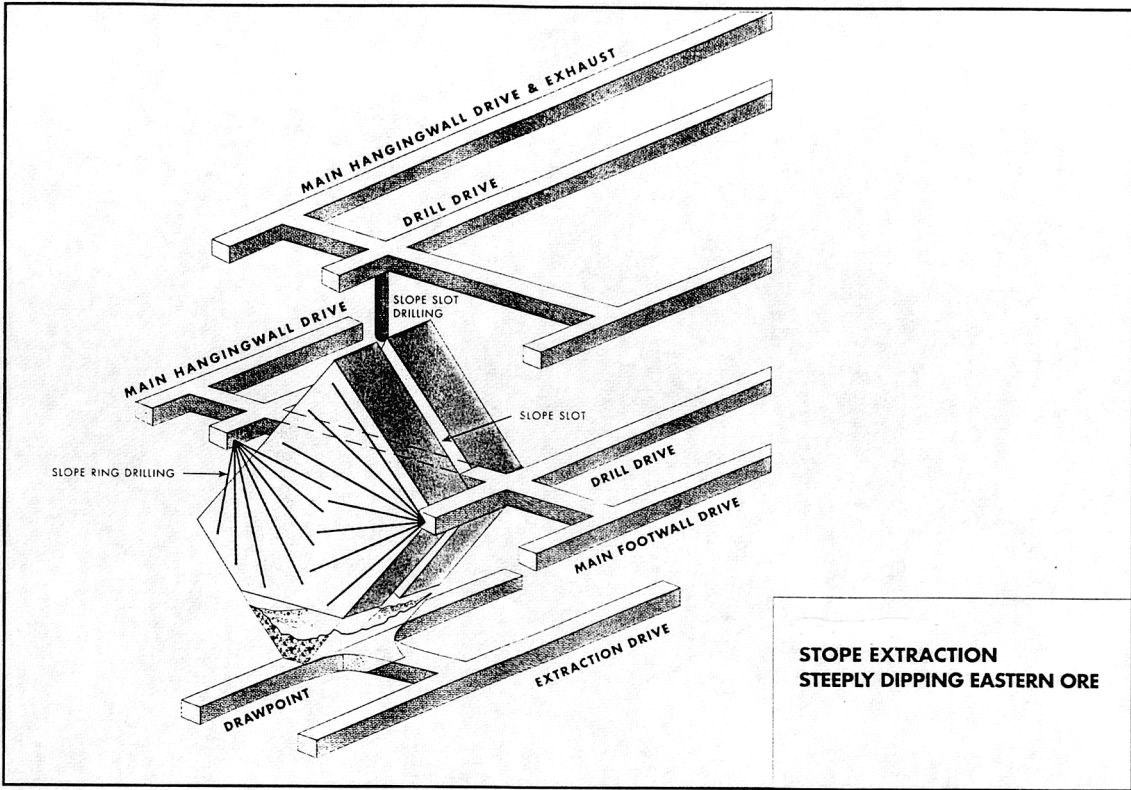 MAIN HANGINGWALL DRIVE & EXHAUST
DRILL DRIVE
SLOPE SLOT
DRILLING
MAIN HANGINGWALL DRIVE
SLOPE SLOT
SLOPE RING DRILLING
DRILL DRIVE
MAIN FOOTWALL DRIVE
EXTRACTION DRIVE
DRAWPOINT
STOPE EXTRACTION
STEEPLY DIPPING EASTERN ORE